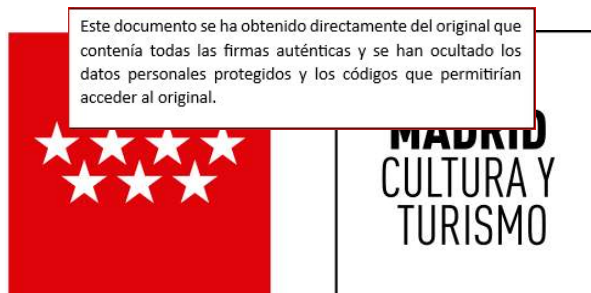 Este documento se ha obtenido directamente del original que
contenía todas las firmas auténticas y se han ocultado los
datos personales protegidos y los códigos que permitirían
acceder al original.
MADRID
CULTURA Y
TURISMO